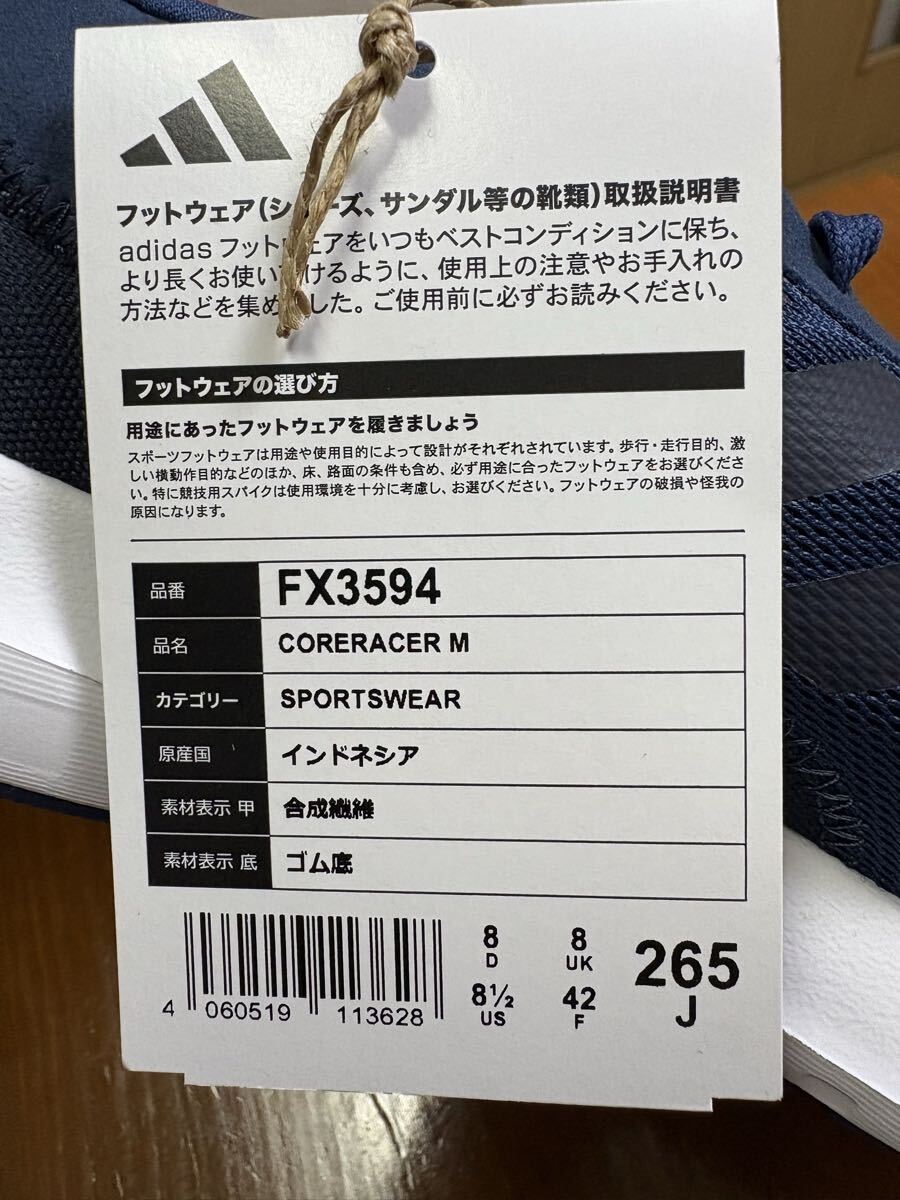 フットウェア(シ ーズ、サンダル等の靴類)取扱説明書
adidas フット ェアをいつもベストコンディションに保ち、
より長くお使い けるように、使用上の注意やお手入れの
方法などを集め した。ご使用前に必ずお読みください。
フットウェアの選び方
用途にあったフットウェアを履きましょう
スポーツフットウェアは用途や使用目的によって設計がそれぞれされています。歩行・走行目的、激
しい横動作目的などのほか、床、路面の条件も含め、必ず用途に合ったフットウェアをお選びくださ
い。特に競技用スパイクは使用環境を十分に考慮し、お選びください。フットウェアの破損や怪我の
原因になります。
品番 FX3594
品名 CORERACER M
カテゴリー SPORTSWEAR
原産国 インドネシア
素材表示 甲 合成繊維
素材表示 底 ゴム底
4 060519 113628
8 D
8 UK
8½ US
42 F
265 J